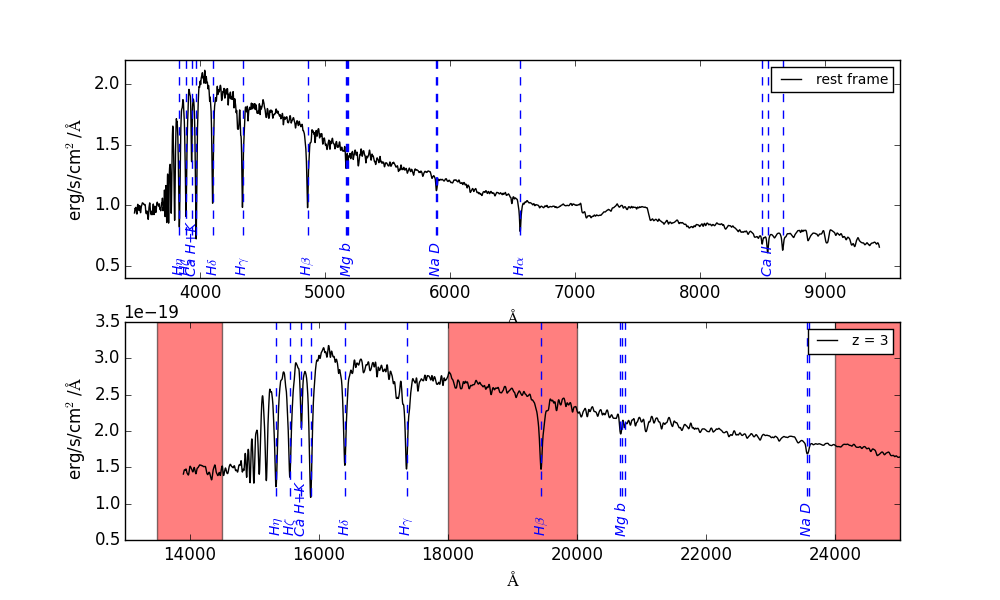 2.0
1.5
1.0
0.5
erg/s/cm² /Å
rest frame
Hη
Hζ
Ca H+K
Hδ
Hγ
Hβ
Mg b
Na D
Hα
Ca II
4000 5000 6000 7000 8000 9000
Å
1e−19
3.5
3.0
2.5
2.0
1.5
1.0
0.5
erg/s/cm² /Å
z = 3
Hη
Hζ
Ca H+K
Hδ
Hγ
Hβ
Mg b
Na D
14000 16000 18000 20000 22000 24000
Å